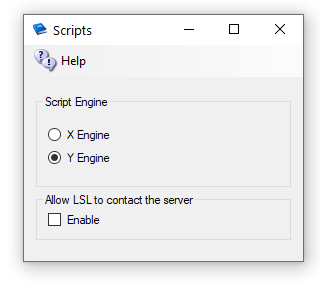 Scripts
Help
Script Engine
X Engine
Y Engine
Allow LSL to contact the server
Enable